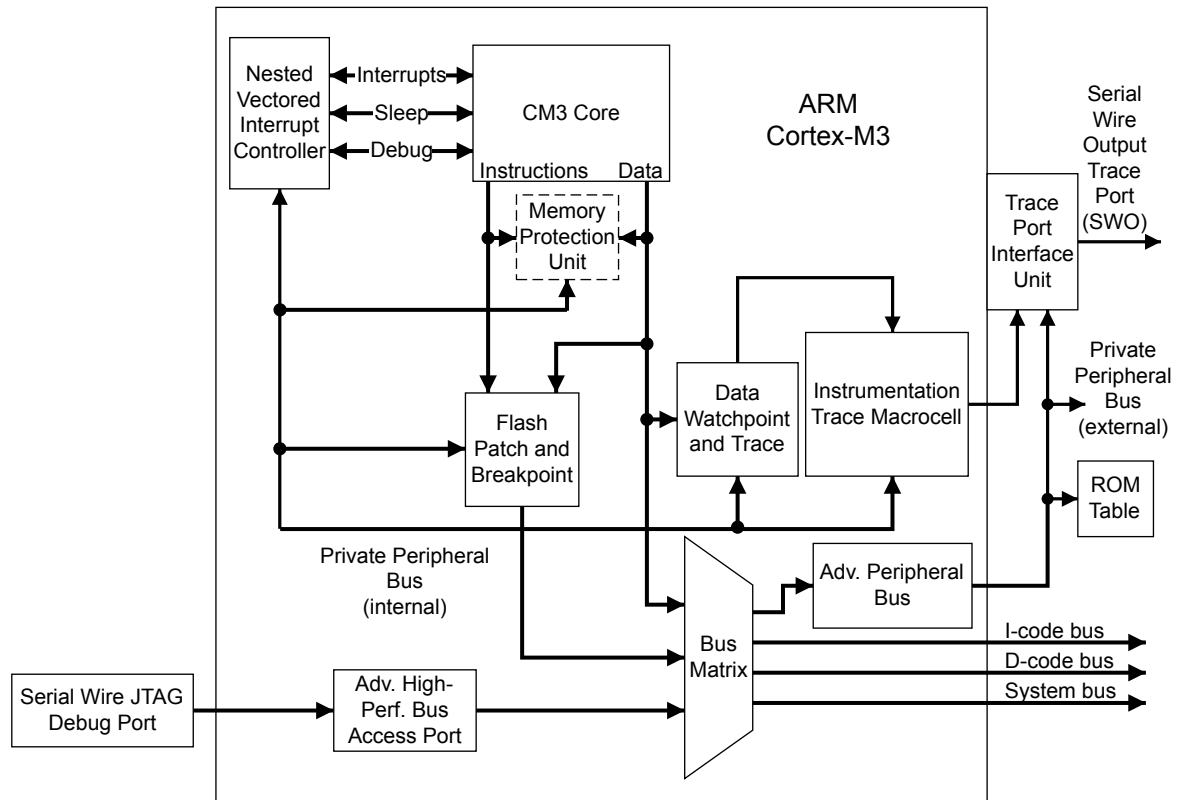 Nested
Vectored
Interrupt
Controller
Interrupts
Sleep
Debug
CM3 Core
Instructions
Data
ARM
Cortex-M3
Memory
Protection
Unit
Serial
Wire
Output
Trace
Port
(SWO)
Trace
Port
Interface
Unit
Private
Peripheral
Bus
(external)
ROM
Table
Flash
Patch and
Breakpoint
Data
Watchpoint
and Trace
Instrumentation
Trace Macrocell
Private Peripheral
Bus
(internal)
Adv. Peripheral
Bus
Bus
Matrix
I-code bus
D-code bus
System bus
Serial Wire JTAG
Debug Port
Adv. High-
Perf. Bus
Access Port